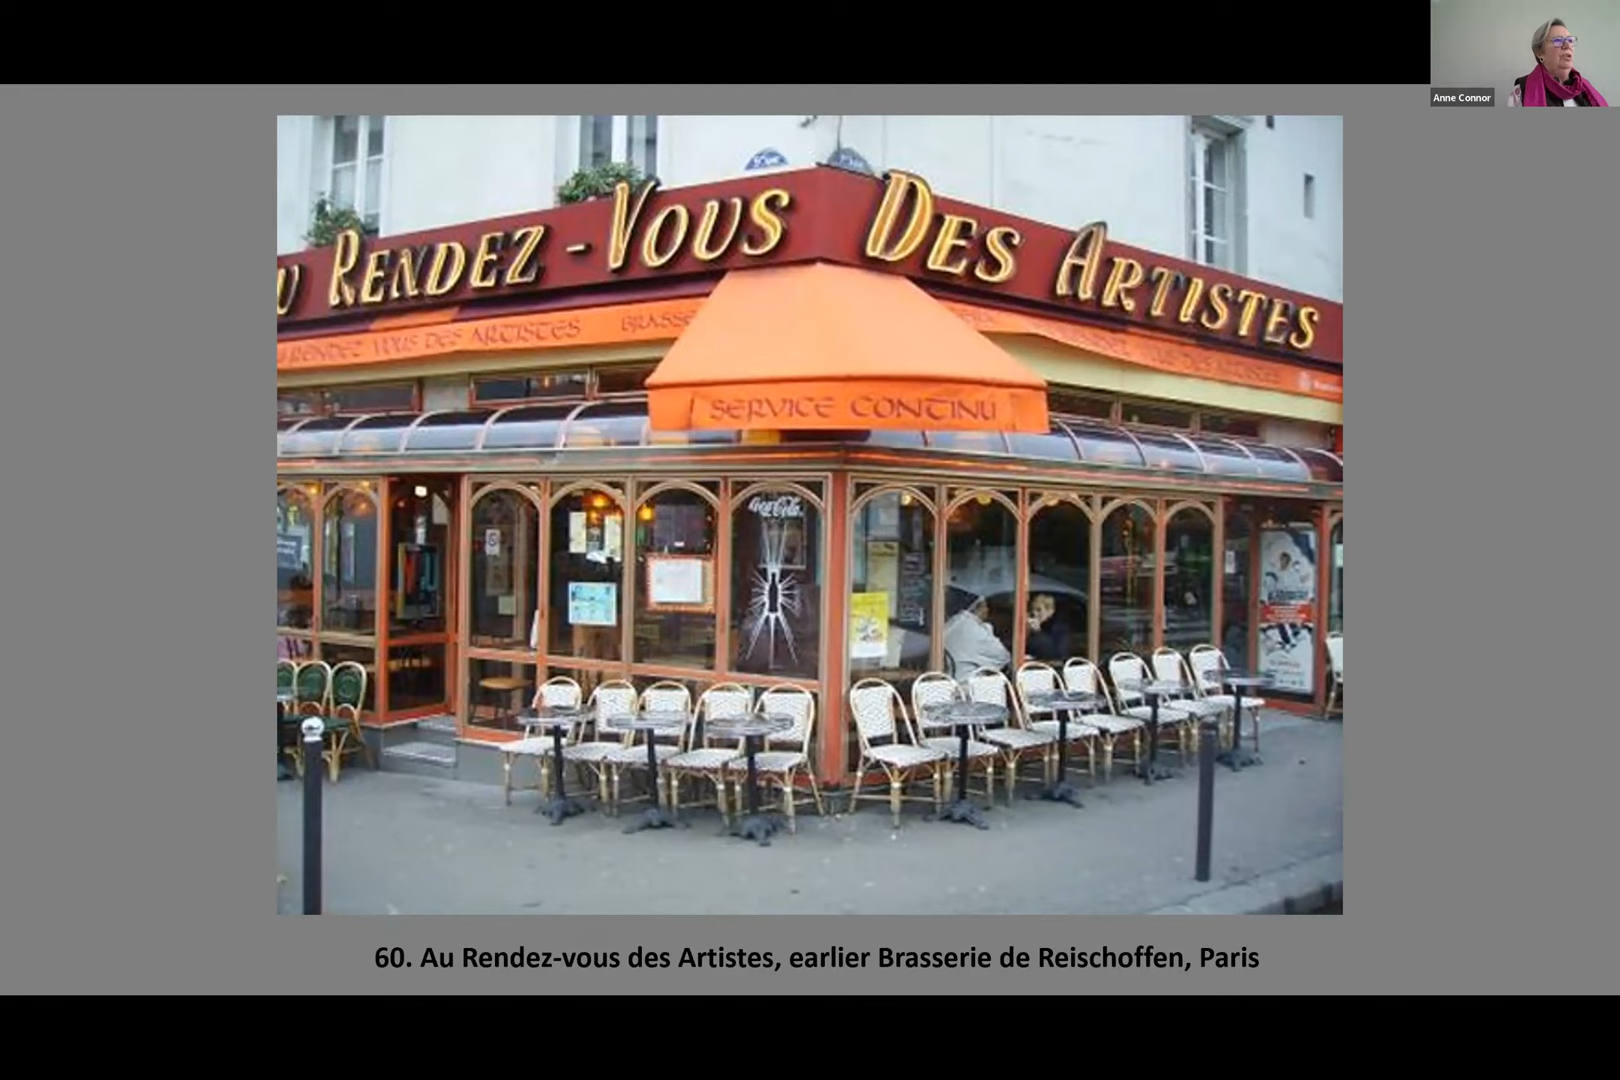 Anne Connor
RENDEZ-VOUS DES ARTISTES
RENDEZ VOUS DES ARTISTES
SERVICE CONTINU
Coca-Cola
60. Au Rendez-vous des Artistes, earlier Brasserie de Reischoffen, Paris